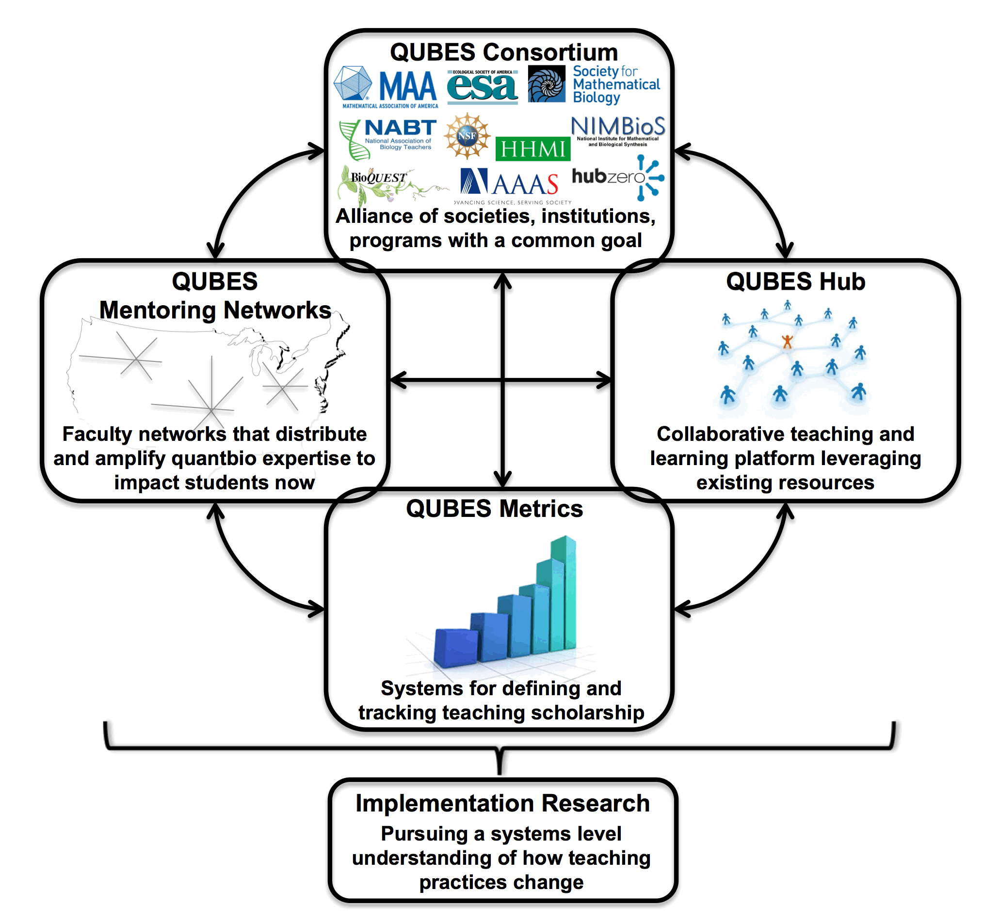 QUBES Consortium
MAA
MATHEMATICAL ASSOCIATION OF AMERICA
ECOLOGICAL SOCIETY OF AMERICA
esa
Society for
Mathematical
Biology
NABT
National Association of
Biology Teachers
NSF
HHMI
NIMBioS
National Institute for Mathematical
and Biological Synthesis
BioQUEST
AAAS
OVANCING SCIENCE, SERVING SOCIETY
hubzero
Alliance of societies, institutions,
programs with a common goal
QUBES
Mentoring Networks
Faculty networks that distribute
and amplify quantbio expertise to
impact students now
QUBES Hub
Collaborative teaching and
learning platform leveraging
existing resources
QUBES Metrics
Systems for defining and
tracking teaching scholarship
Implementation Research
Pursuing a systems level
understanding of how teaching
practices change